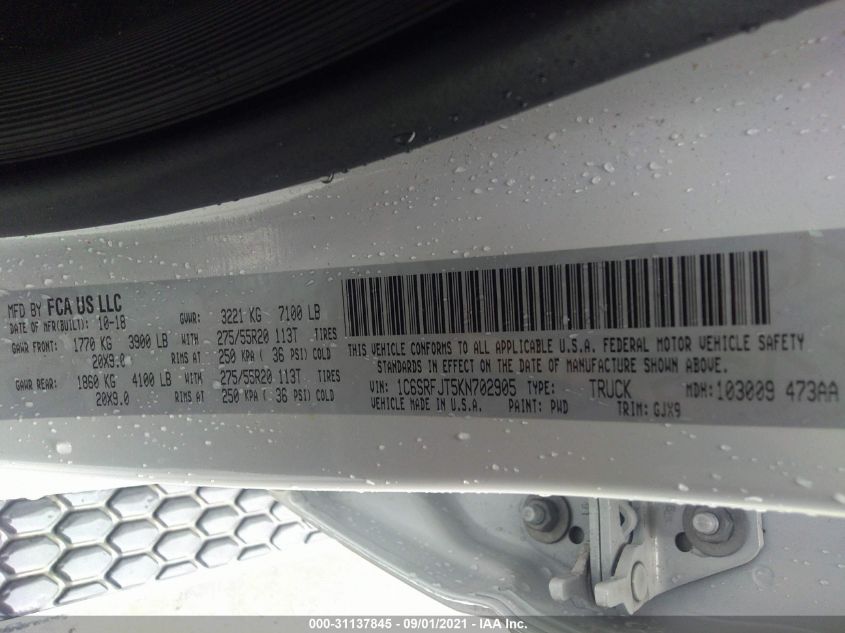 MFD BY FCA US LLC
DATE OF MFR(BUILT): 10-18
GVWR: 3221 KG 7100 LB
GAWR FRONT: 1770 KG 3900 LB WITH 275/55R20 113T TIRES
20X9.0 RIMS AT 250 KPA ( 36 PSI) COLD
GAWR REAR: 1860 KG 4100 LB WITH 275/55R20 113T TIRES
20X9.0 RIMS AT 250 KPA ( 36 PSI) COLD
THIS VEHICLE CONFORMS TO ALL APPLICABLE U.S.A. FEDERAL MOTOR VEHICLE SAFETY
STANDARDS IN EFFECT ON THE DATE OF MANUFACTURE SHOWN ABOVE.
VIN: 1C6SRFJT5KN702905 TYPE: TRUCK MDH: 103009 473AA
VEHICLE MADE IN U.S.A. PAINT: PWD TRIM: GJX9
000-31137845 - 09/01/2021 - IAA Inc.